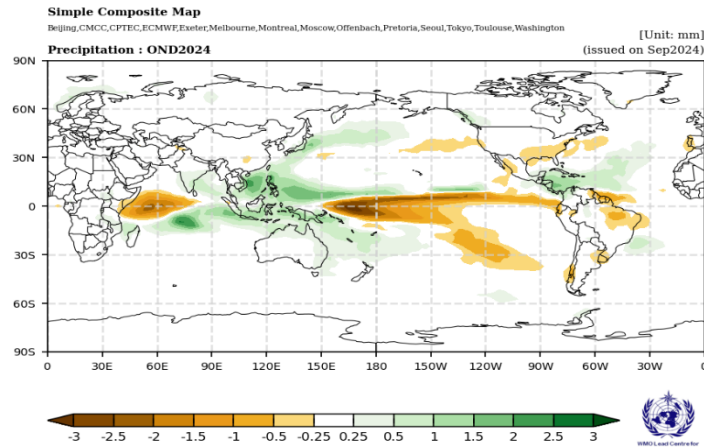 Simple Composite Map
Beijing,CMCC,CPTEC,ECMWF,Exeter,Melbourne,Montreal,Moscow,Offenbach,Pretoria,Seoul,Tokyo,Toulouse,Washington
[Unit: mm]
Precipitation : OND2024
(issued on Sep2024)
90N
60N
30N
0
30S
60S
90S
0 30E 60E 90E 120E 150E 180 150W 120W 90W 60W 30W 0
-3 -2.5 -2 -1.5 -1 -0.5 -0.25 0.25 0.5 1 1.5 2 2.5 3
WMO Lead Centre for